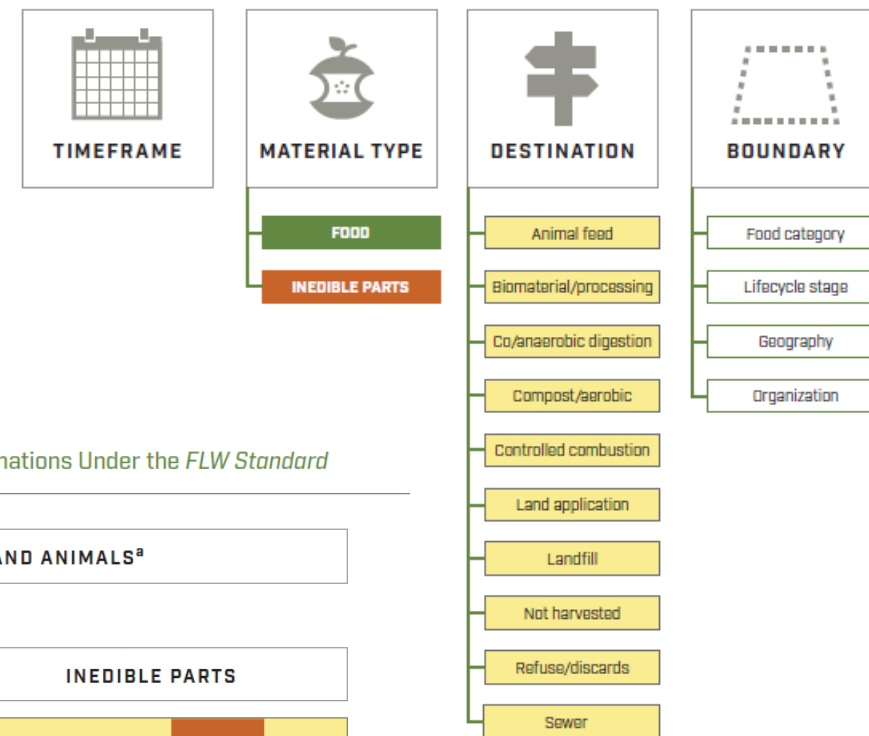 TIMEFRAME
MATERIAL TYPE
DESTINATION
BOUNDARY
FOOD
INEDIBLE PARTS
Animal feed
Biomaterial/processing
Co/anaerobic digestion
Compost/aerobic
Controlled combustion
Land application
Landfill
Not harvested
Refuse/discards
Sewer
Food category
Lifecycle stage
Geography
Organization
nations Under the FLW Standard
AND ANIMALSª
INEDIBLE PARTS